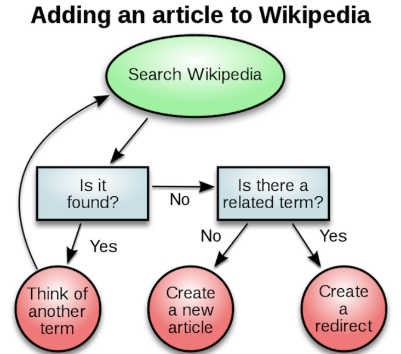 Adding an article to Wikipedia
Search Wikipedia
Is it
found?
No
Is there a
related term?
Yes
No
Yes
Think of
another
term
Create
a new
article
Create
a
redirect